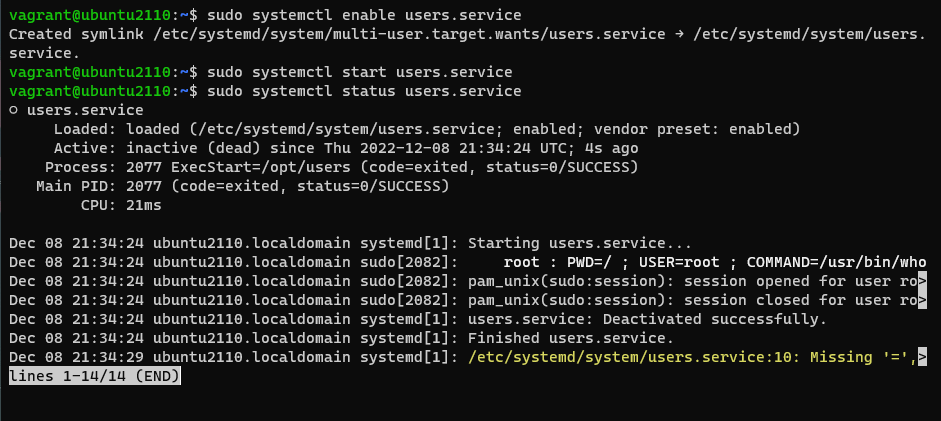 vagrant@ubuntu2110:~$ sudo systemctl enable users.service
Created symlink /etc/systemd/system/multi-user.target.wants/users.service → /etc/systemd/system/users.
service.
vagrant@ubuntu2110:~$ sudo systemctl start users.service
vagrant@ubuntu2110:~$ sudo systemctl status users.service
○ users.service
     Loaded: loaded (/etc/systemd/system/users.service; enabled; vendor preset: enabled)
     Active: inactive (dead) since Thu 2022-12-08 21:34:24 UTC; 4s ago
    Process: 2077 ExecStart=/opt/users (code=exited, status=0/SUCCESS)
   Main PID: 2077 (code=exited, status=0/SUCCESS)
        CPU: 21ms

Dec 08 21:34:24 ubuntu2110.localdomain systemd[1]: Starting users.service...
Dec 08 21:34:24 ubuntu2110.localdomain sudo[2082]:     root : PWD=/ ; USER=root ; COMMAND=/usr/bin/who
Dec 08 21:34:24 ubuntu2110.localdomain sudo[2082]: pam_unix(sudo:session): session opened for user ro>
Dec 08 21:34:24 ubuntu2110.localdomain sudo[2082]: pam_unix(sudo:session): session closed for user ro>
Dec 08 21:34:24 ubuntu2110.localdomain systemd[1]: users.service: Deactivated successfully.
Dec 08 21:34:24 ubuntu2110.localdomain systemd[1]: Finished users.service.
Dec 08 21:34:29 ubuntu2110.localdomain systemd[1]: /etc/systemd/system/users.service:10: Missing '=',>
lines 1-14/14 (END)